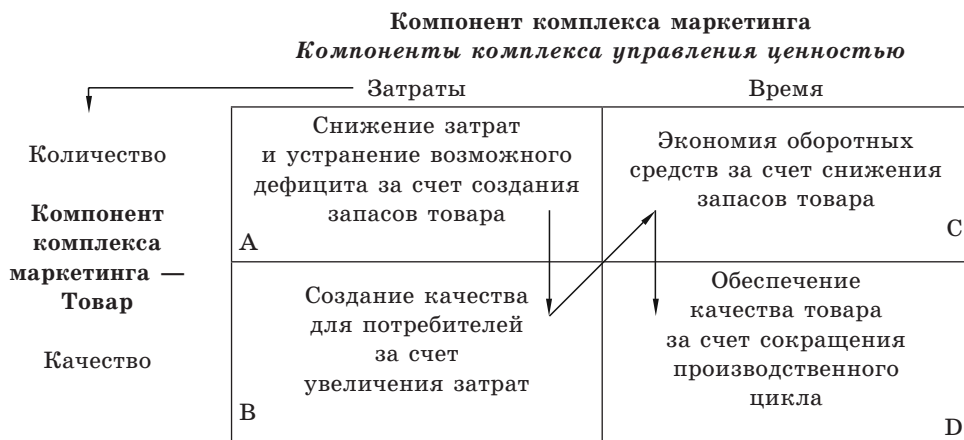 Компонент комплекса маркетинга
Компоненты комплекса управления ценностью
Затраты
Время
Количество
Компонент
комплекса
маркетинга —
Товар
Качество
Снижение затрат
и устранение возможного
дефицита за счет создания
запасов товара
A
Экономия оборотных
средств за счет снижения
запасов товара
C
Создание качества
для потребителей
за счет
увеличения затрат
B
Обеспечение
качества товара
за счет сокращения
производственного
цикла
D